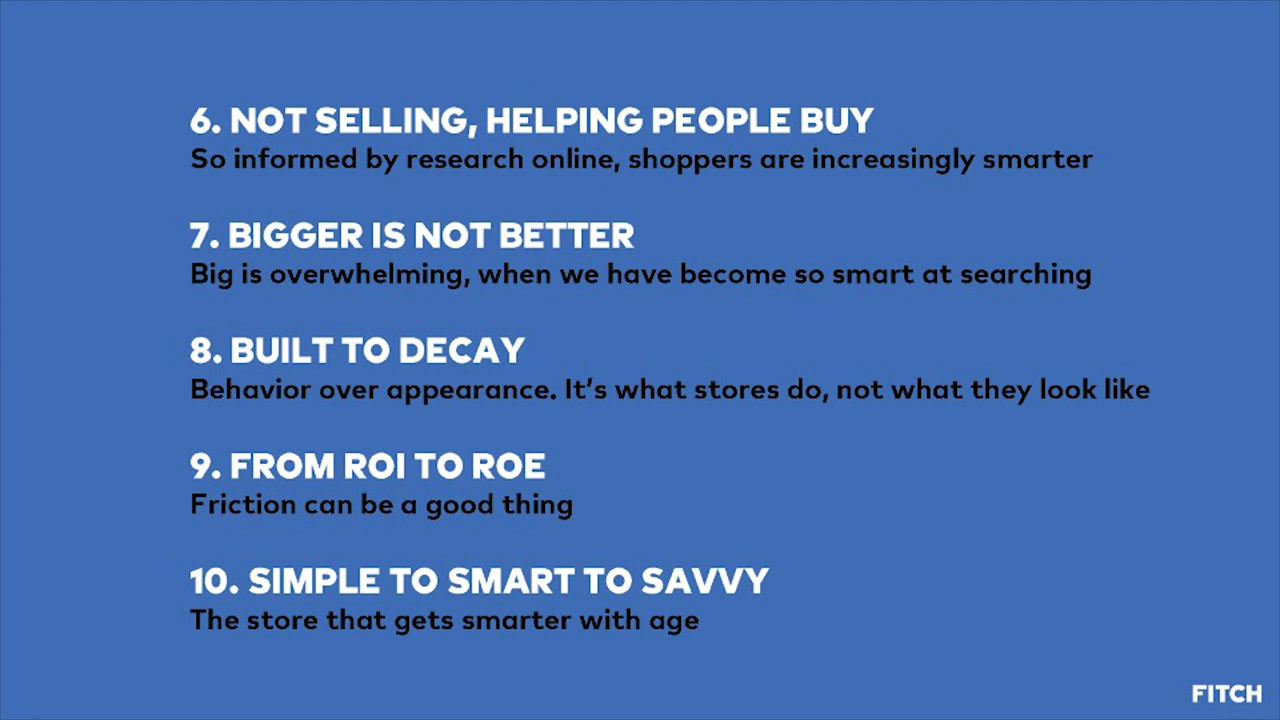 6. NOT SELLING, HELPING PEOPLE BUY
So informed by research online, shoppers are increasingly smarter
7. BIGGER IS NOT BETTER
Big is overwhelming, when we have become so smart at searching
8. BUILT TO DECAY
Behavior over appearance. It’s what stores do, not what they look like
9. FROM ROI TO ROE
Friction can be a good thing
10. SIMPLE TO SMART TO SAVVY
The store that gets smarter with age
FITCH